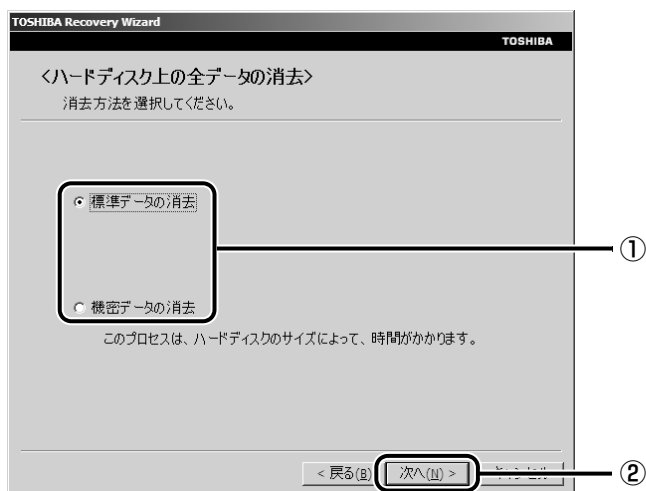 TOSHIBA Recovery Wizard
TOSHIBA
<ハードディスク上の全データの消去>
消去方法を選択してください。
標準データの消去
①
機密データの消去
このプロセスは、ハードディスクのサイズによって、時間がかかります。
< 戻る(B) 次へ(N) >
②